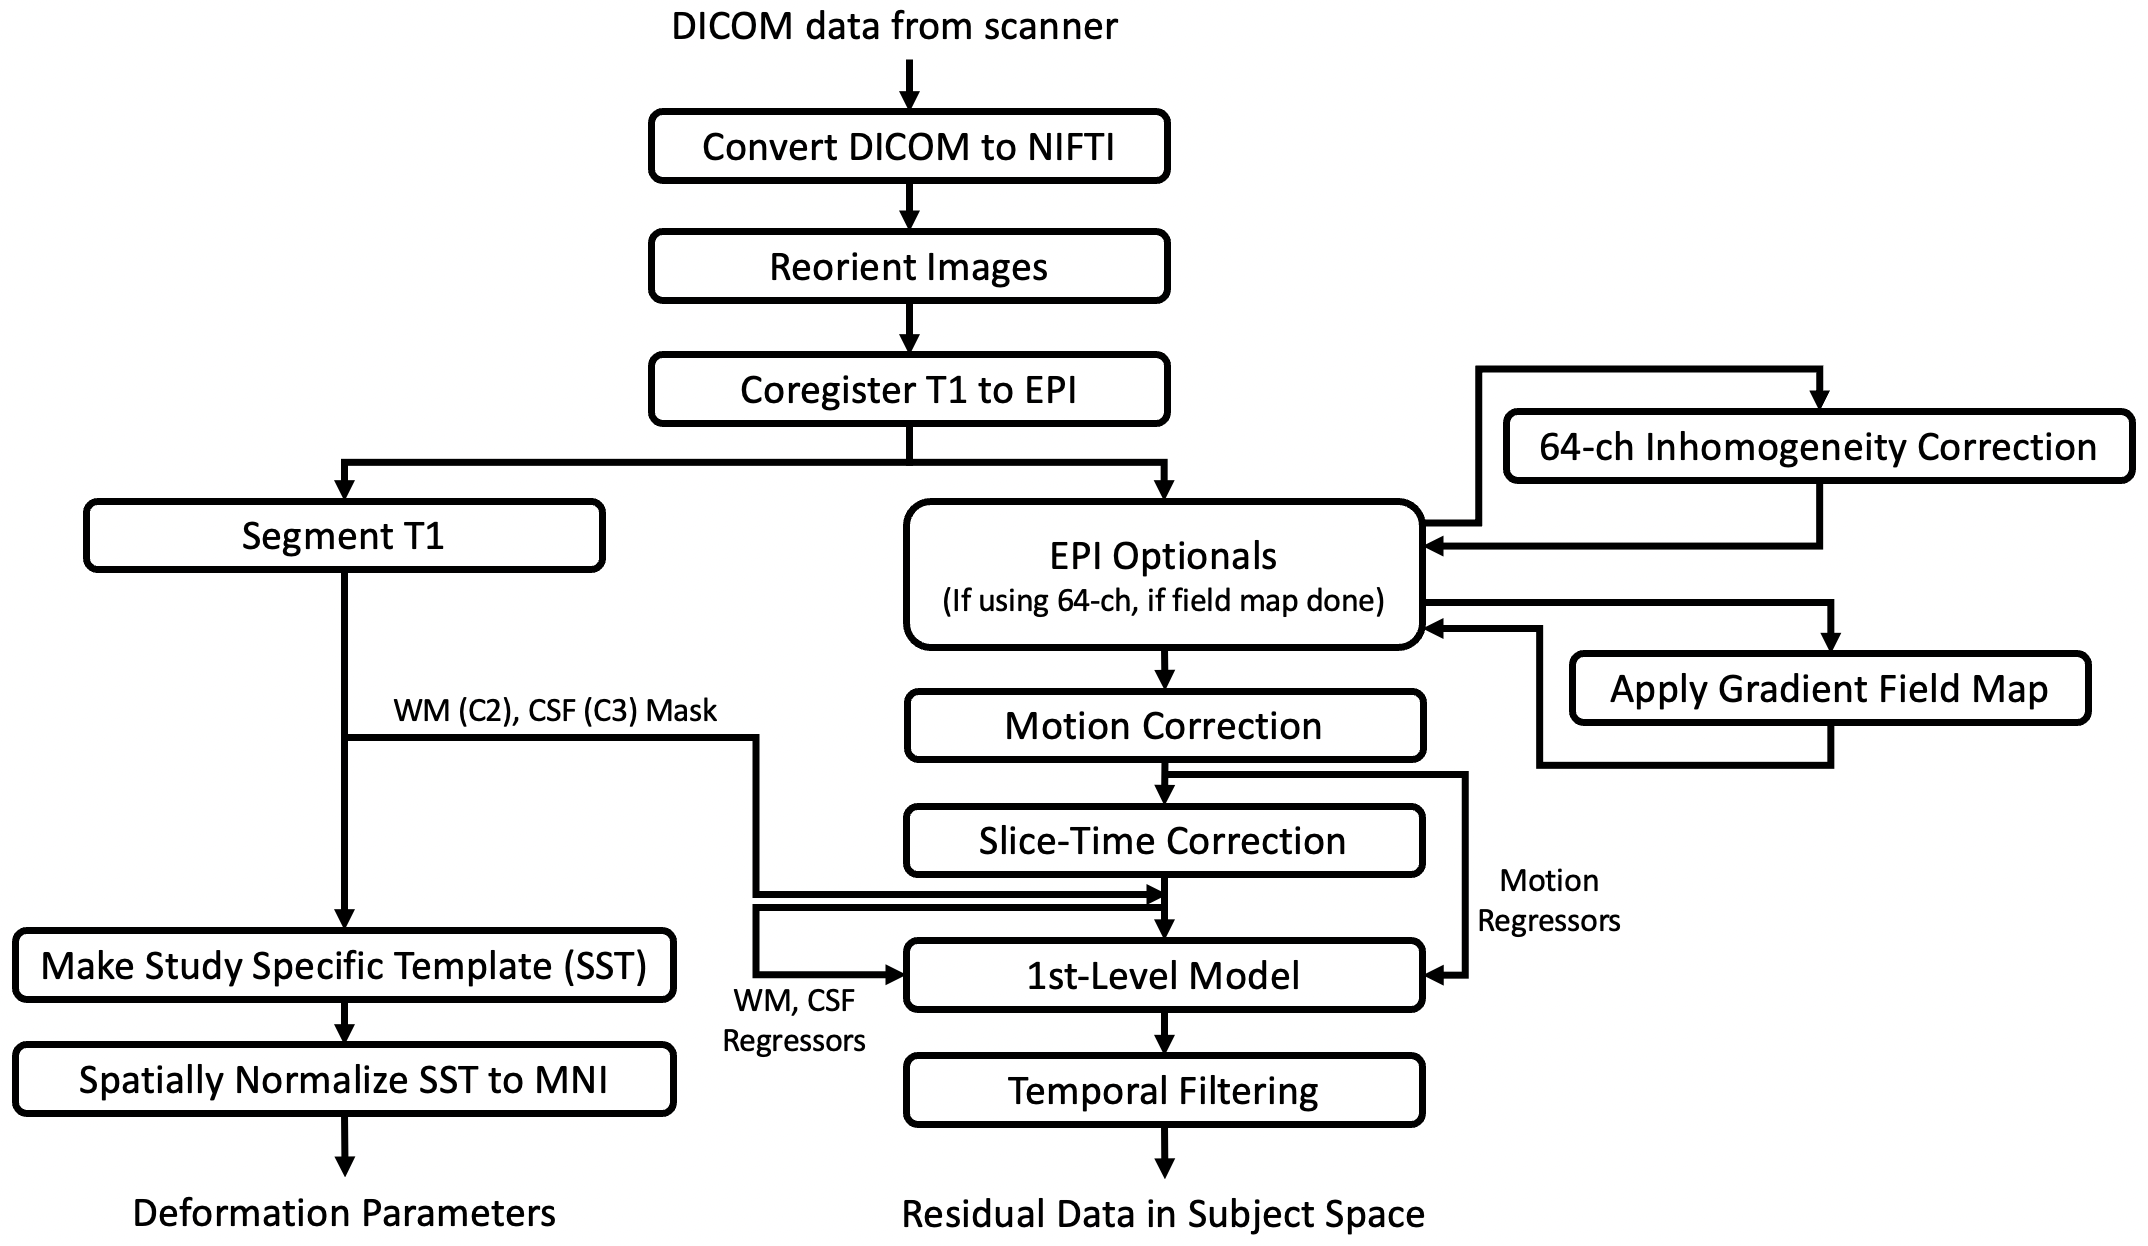 DICOM data from scanner
Convert DICOM to NIFTI
Reorient Images
Coregister T1 to EPI
64-ch Inhomogeneity Correction
Segment T1
EPI Optionals
(If using 64-ch, if field map done)
Apply Gradient Field Map
WM (C2), CSF (C3) Mask
Motion Correction
Slice-Time Correction
Motion
Regressors
Make Study Specific Template (SST)
1st-Level Model
WM, CSF
Regressors
Spatially Normalize SST to MNI
Temporal Filtering
Deformation Parameters
Residual Data in Subject Space